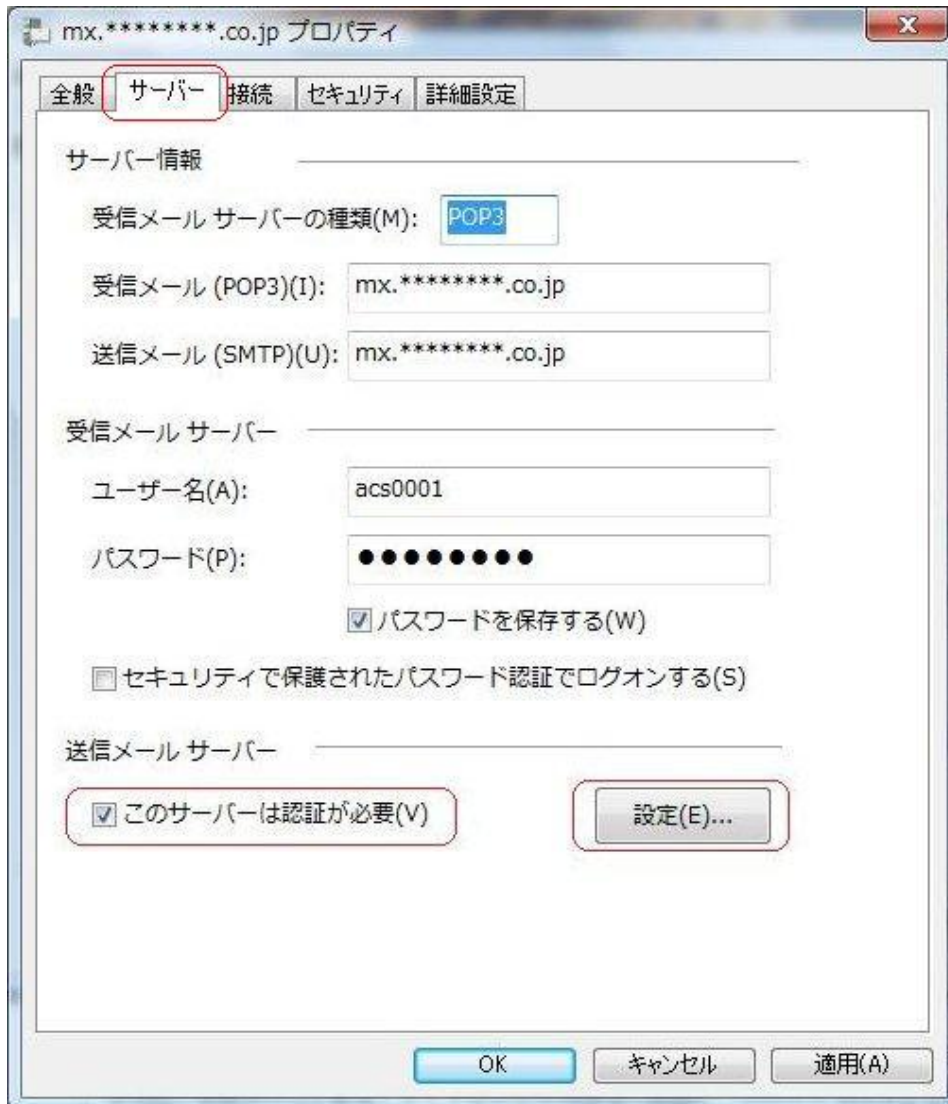 mx.********.co.jp プロパティ
全般 サーバー 接続 セキュリティ 詳細設定
サーバー情報
受信メール サーバーの種類(M): POP3
受信メール (POP3)(I): mx.********.co.jp
送信メール (SMTP)(U): mx.********.co.jp
受信メール サーバー
ユーザー名(A): acs0001
パスワード(P): ●●●●●●●●
パスワードを保存する(W)
セキュリティで保護されたパスワード認証でログオンする(S)
送信メール サーバー
このサーバーは認証が必要(V) 設定(E)...
OK キャンセル 適用(A)